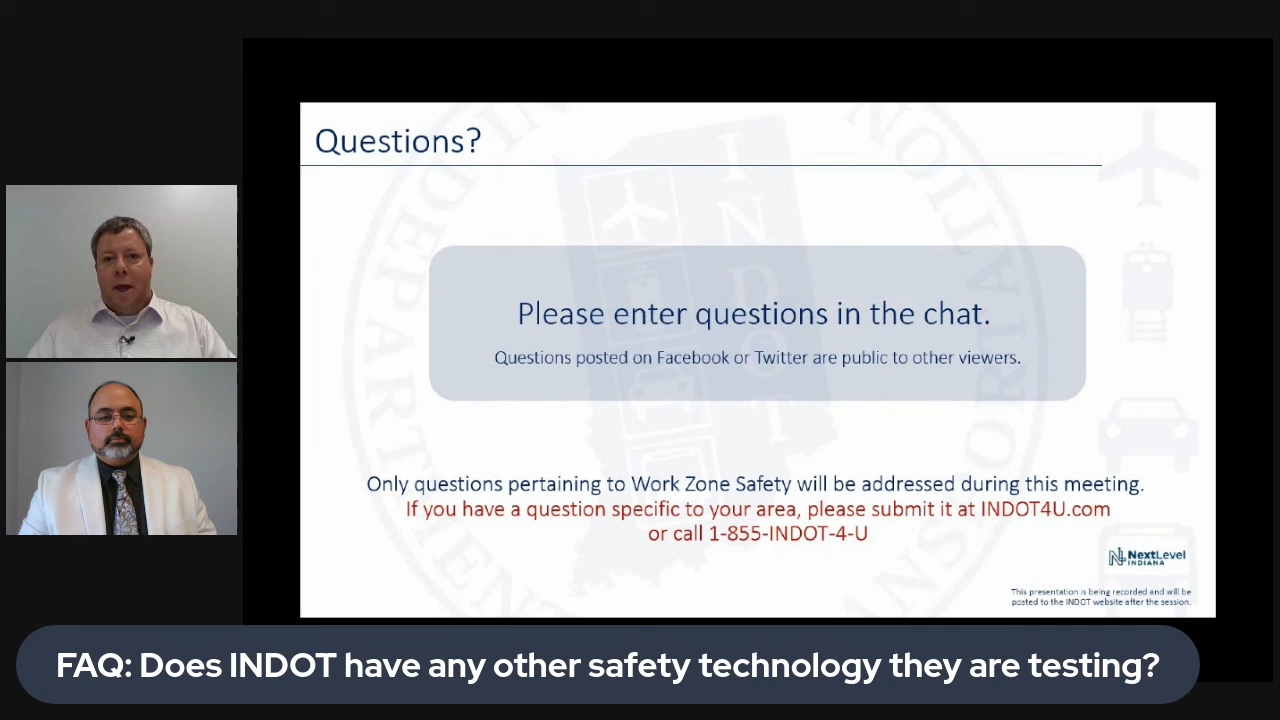 Questions?
Please enter questions in the chat.
Questions posted on Facebook or Twitter are public to other viewers.
Only questions pertaining to Work Zone Safety will be addressed during this meeting.
If you have a question specific to your area, please submit it at INDOT4U.com
or call 1-855-INDOT-4-U
NextLevel
INDIANA
This presentation is being recorded and will be
posted to the INDOT website after the session.
FAQ: Does INDOT have any other safety technology they are testing?